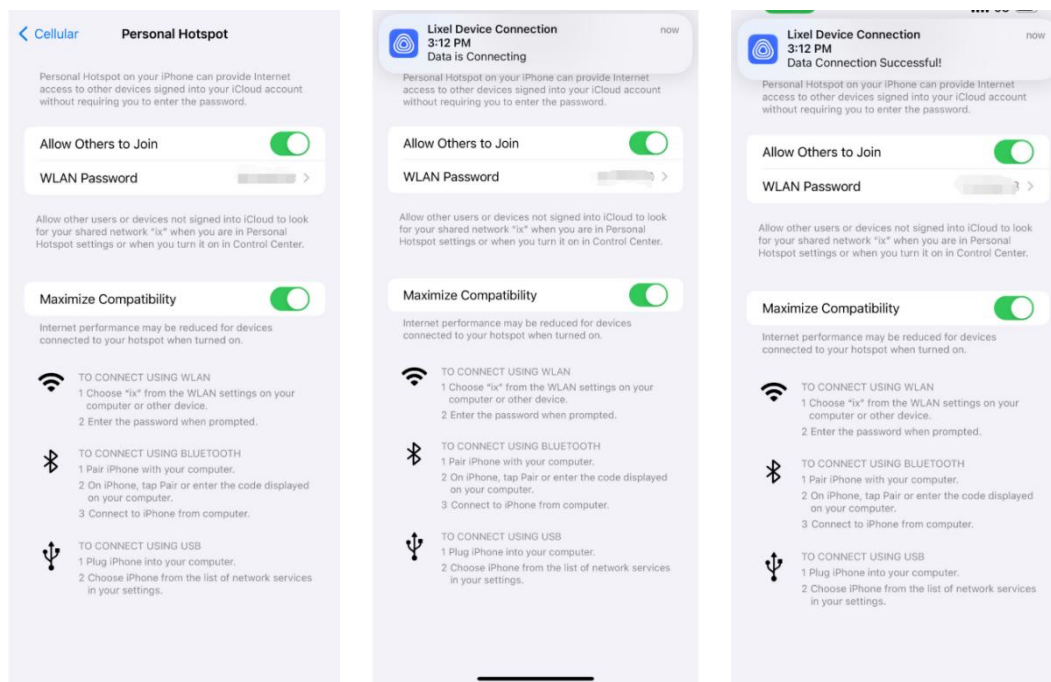 Cellular
Personal Hotspot
Personal Hotspot on your iPhone can provide Internet
access to other devices signed into your iCloud account
without requiring you to enter the password.
Allow Others to Join
WLAN Password
Allow other users or devices not signed into iCloud to look
for your shared network "ix" when you are in Personal
Hotspot settings or when you turn it on in Control Center.
Maximize Compatibility
Internet performance may be reduced for devices
connected to your hotspot when turned on.
TO CONNECT USING WLAN
1 Choose "ix" from the WLAN settings on your
computer or other device.
2 Enter the password when prompted.
TO CONNECT USING BLUETOOTH
1 Pair iPhone with your computer.
2 On iPhone, tap Pair or enter the code displayed
on your computer.
3 Connect to iPhone from computer.
TO CONNECT USING USB
1 Plug iPhone into your computer.
2 Choose iPhone from the list of network services
in your settings.
Lixel Device Connection
now
3:12 PM
Data is Connecting
Personal Hotspot on your iPhone can provide Internet
access to other devices signed into your iCloud account
without requiring you to enter the password.
Allow Others to Join
WLAN Password
Allow other users or devices not signed into iCloud to look
for your shared network "ix" when you are in Personal
Hotspot settings or when you turn it on in Control Center.
Maximize Compatibility
Internet performance may be reduced for devices
connected to your hotspot when turned on.
TO CONNECT USING WLAN
1 Choose "ix" from the WLAN settings on your
computer or other device.
2 Enter the password when prompted.
TO CONNECT USING BLUETOOTH
1 Pair iPhone with your computer.
2 On iPhone, tap Pair or enter the code displayed
on your computer.
3 Connect to iPhone from computer.
TO CONNECT USING USB
1 Plug iPhone into your computer.
2 Choose iPhone from the list of network services
in your settings.
Lixel Device Connection
now
3:12 PM
Data Connection Successful!
Personal Hotspot on your iPhone can provide Internet
access to other devices signed into your iCloud account
without requiring you to enter the password.
Allow Others to Join
WLAN Password
Allow other users or devices not signed into iCloud to look
for your shared network "ix" when you are in Personal
Hotspot settings or when you turn it on in Control Center.
Maximize Compatibility
Internet performance may be reduced for devices
connected to your hotspot when turned on.
TO CONNECT USING WLAN
1 Choose "ix" from the WLAN settings on your
computer or other device.
2 Enter the password when prompted.
TO CONNECT USING BLUETOOTH
1 Pair iPhone with your computer.
2 On iPhone, tap Pair or enter the code displayed
on your computer.
3 Connect to iPhone from computer.
TO CONNECT USING USB
1 Plug iPhone into your computer.
2 Choose iPhone from the list of network services
in your settings.